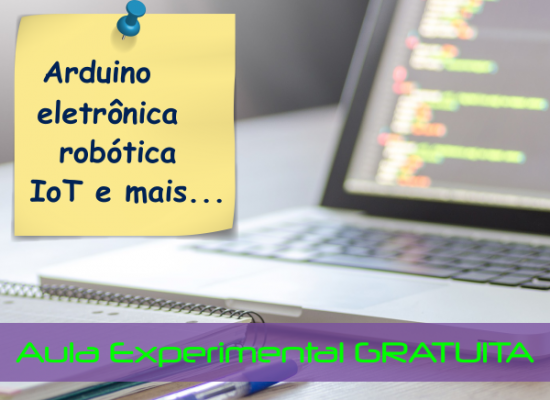 Arduino
eletrônica
robótica
IoT e mais...
Aula Experimental GRATUITA